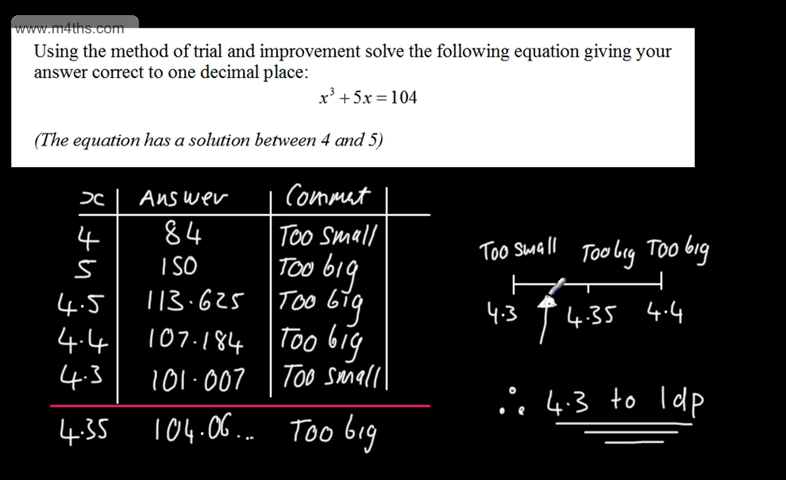 www.m4ths.com
Using the method of trial and improvement solve the following equation giving your
answer correct to one decimal place:
x³ + 5x = 104
(The equation has a solution between 4 and 5)
x Answer Commet
4 84 Too small
5 150 Too big
4.5 113.625 Too big
4.4 107.184 Too big
4.3 101.007 Too small
4.35 104.06... Too big
Too small Too big Too big
4.3 4.35 4.4
∴ 4.3 to 1dp